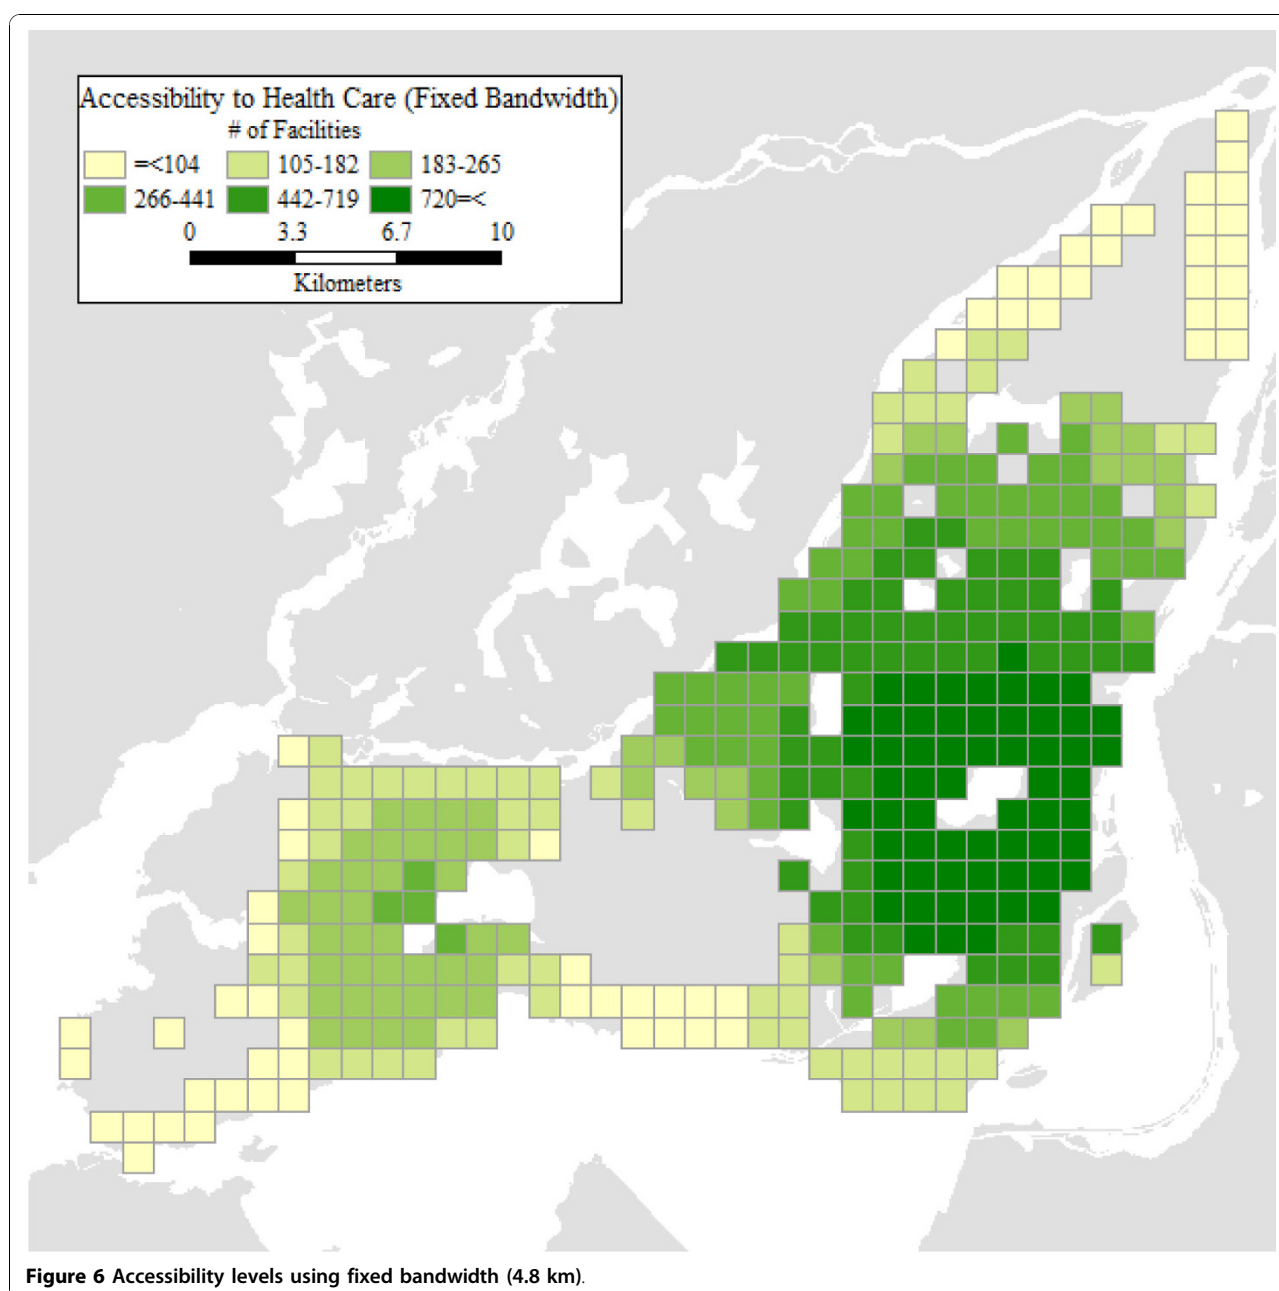 Accessibility to Health Care (Fixed Bandwidth)
# of Facilities
=<104 105-182 183-265
266-441 442-719 720=<
0 3.3 6.7 10
Kilometers
Figure 6 Accessibility levels using fixed bandwidth (4.8 km).